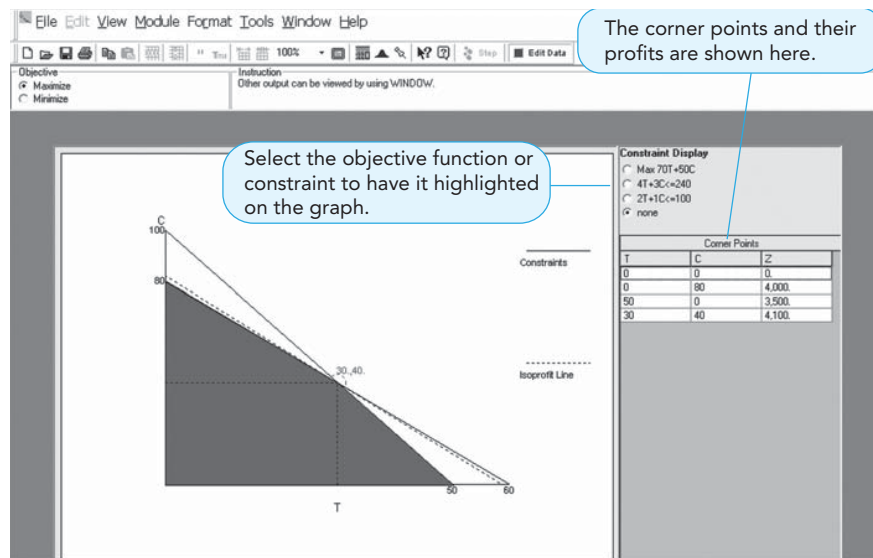 File Edit View Module Format Tools Window Help
100%
Step
Edit Data
The corner points and their
profits are shown here.
Objective
Maximize
Minimize
Instruction
Other output can be viewed by using WINDOW.
Select the objective function or
constraint to have it highlighted
on the graph.
Constraint Display
Max 70T+50C
4T+3C<=240
2T+1C<=100
none
Corner Points
T C Z
0 0 0.
0 80 4,000.
50 0 3,500.
30 40 4,100.
C
100
80
30.,40.
Constraints
Isoprofit Line
50
60
T